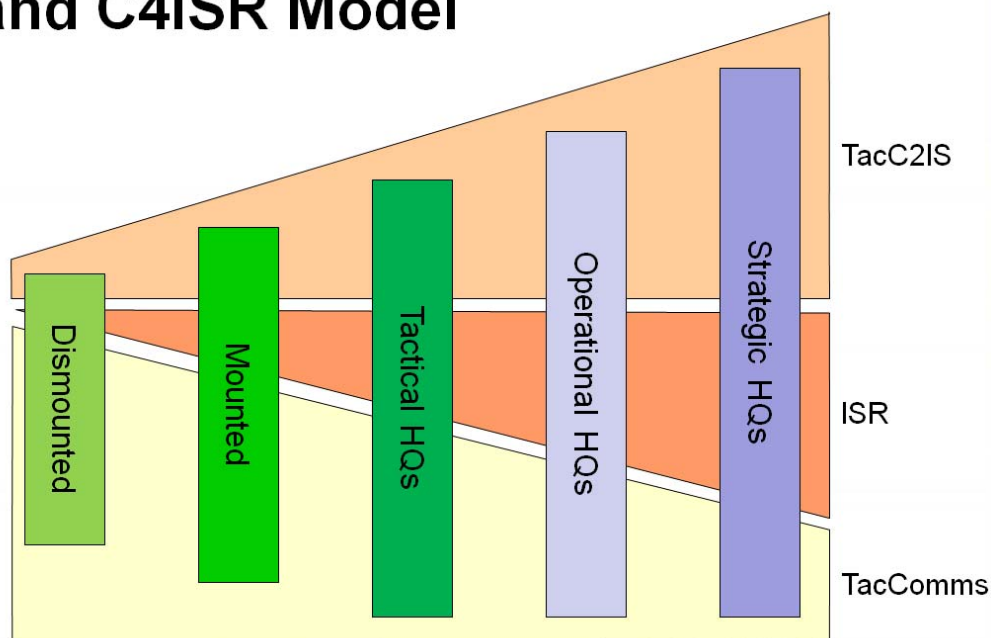 and C4ISR Model
TacC2IS
Dismounted
Mounted
Tactical HQs
Operational HQs
Strategic HQs
ISR
TacComms